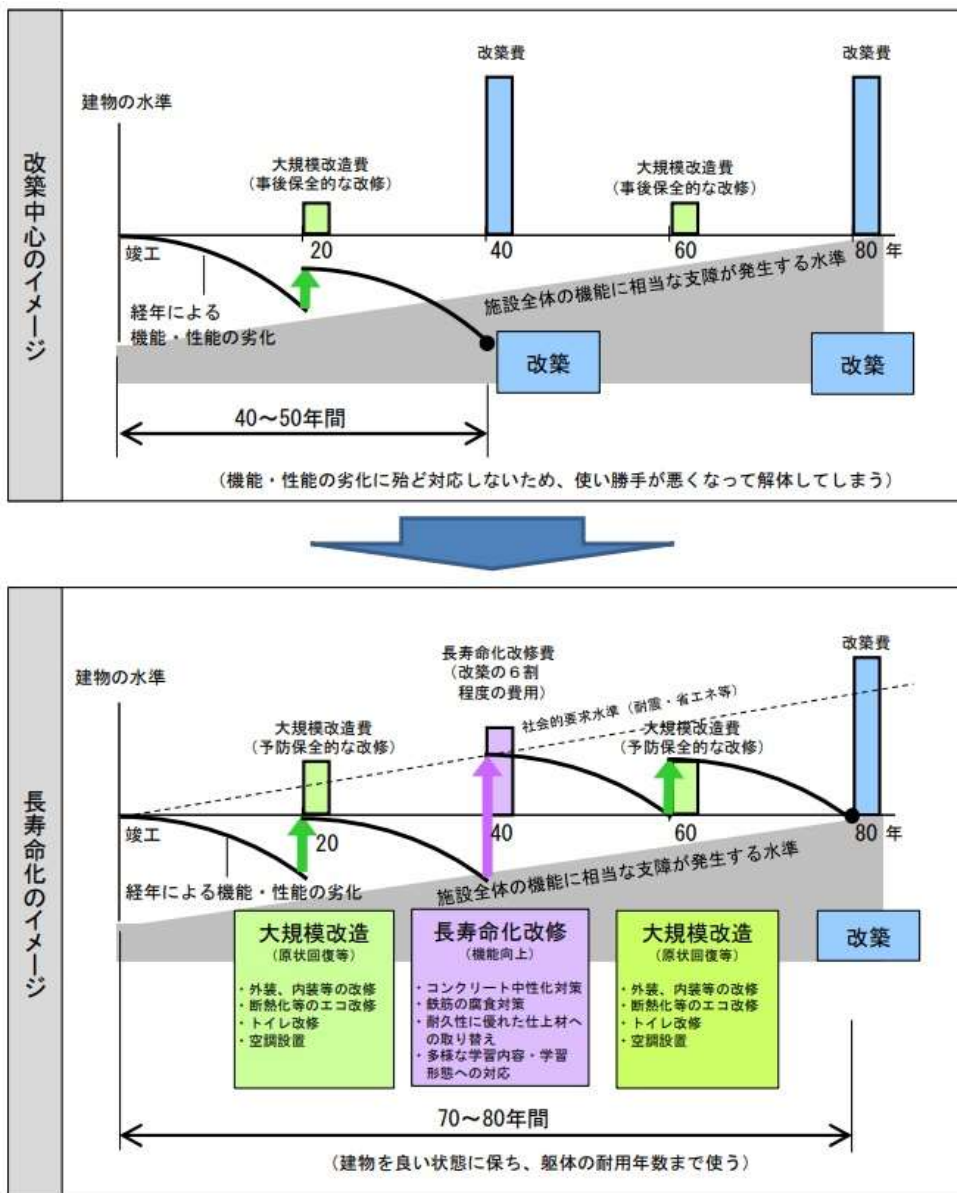 改築中心のイメージ
建物の水準
大規模改造費
(事後保全的な改修)
改築費
大規模改造費
(事後保全的な改修)
改築費
竣工
20
40
60
80 年
経年による
機能・性能の劣化
施設全体の機能に相当な支障が発生する水準
改築
改築
40～50年間
(機能・性能の劣化に殆ど対応しないため、使い勝手が悪くなって解体してしまう)
長寿命化のイメージ
建物の水準
大規模改造費
(予防保全的な改修)
長寿命化改修費
(改築の6割
程度の費用)
社会的要求水準(耐震・省エネ等)
大規模改造費
(予防保全的な改修)
改築費
竣工
20
40
60
80 年
経年による機能・性能の劣化
施設全体の機能に相当な支障が発生する水準
大規模改造
(原状回復等)
・外装、内装等の改修
・断熱化等のエコ改修
・トイレ改修
・空調設置
長寿命化改修
(機能向上)
・コンクリート中性化対策
・鉄筋の腐食対策
・耐久性に優れた仕上材へ
の取り替え
・多様な学習内容・学習
形態への対応
大規模改造
(原状回復等)
・外装、内装等の改修
・断熱化等のエコ改修
・トイレ改修
・空調設置
改築
70～80年間
(建物を良い状態に保ち、躯体の耐用年数まで使う)